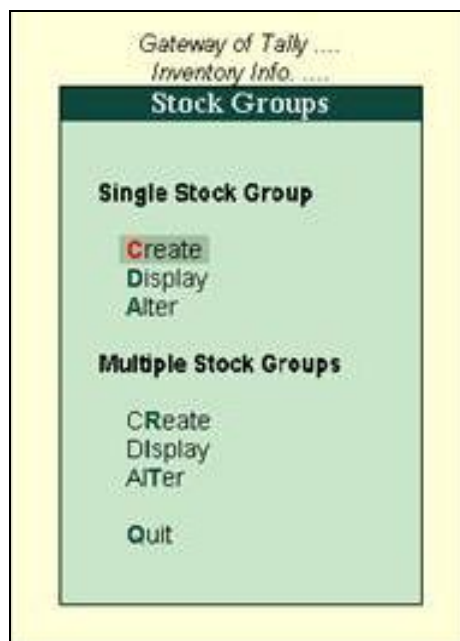 Gateway of Tally ....
Inventory Info. ....
Stock Groups
Single Stock Group
Create
Display
Alter
Multiple Stock Groups
CReate
DIsplay
AlTer
Quit